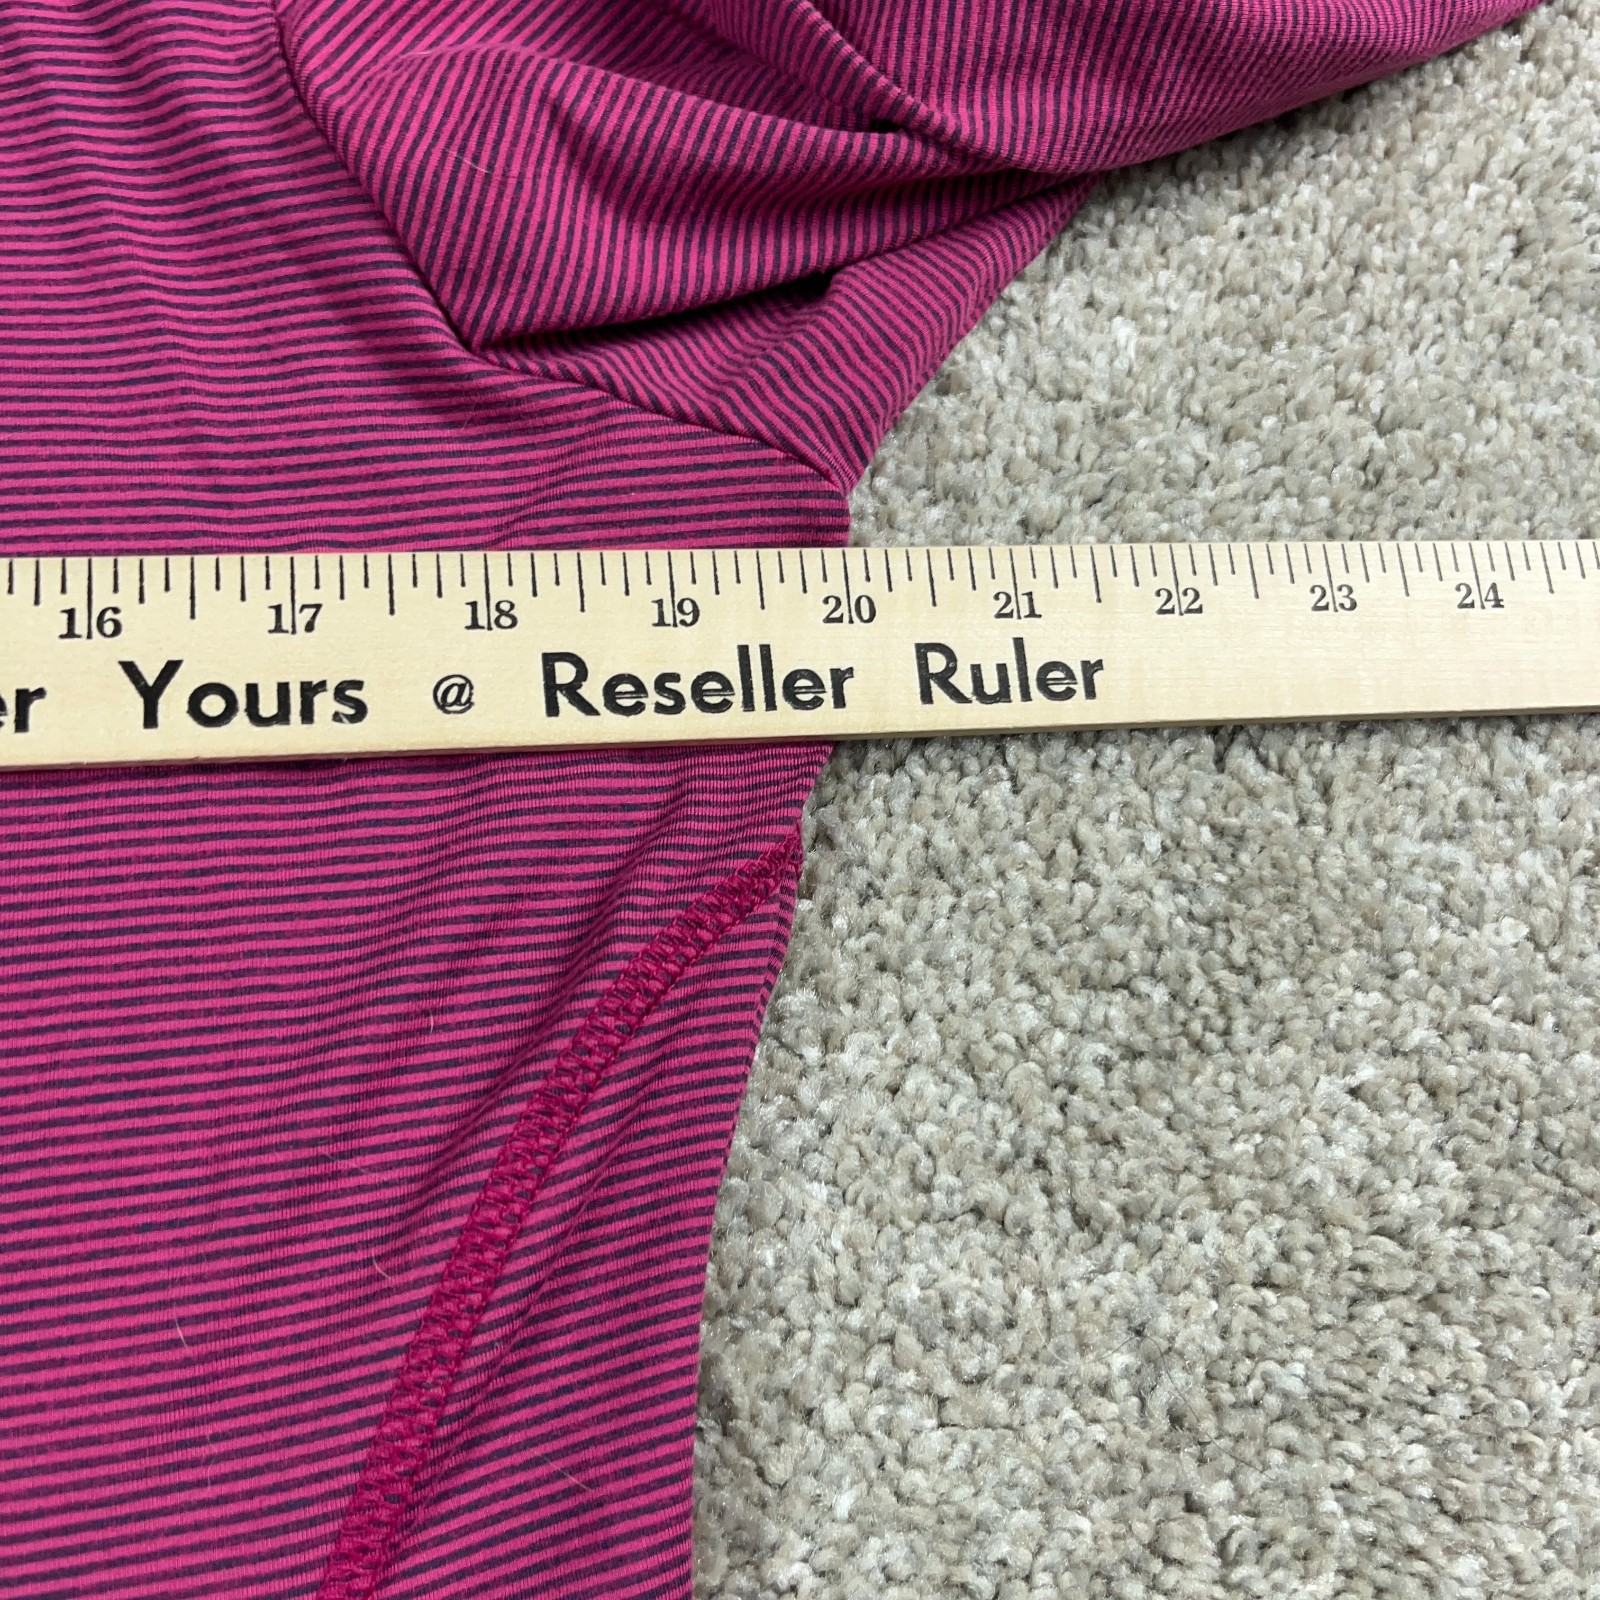 16 17 18 19 20 21 22 23 24
er Yours @ Reseller Ruler